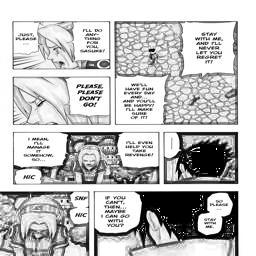 STAY
WITH ME,
AND I'LL
NEVER
LET YOU
REGRET
IT!
I'LL DO
ANY-
THING
FOR YOU,
SASUKE!
JUST,
PLEASE
...
WE'LL
HAVE FUN
EVERY DAY
AND...
AND YOU'LL
BE HAPPY!
I'LL MAKE
SURE
OF IT!
PLEASE,
PLEASE
DON'T
GO!
...
I'LL EVEN
HELP YOU
TAKE
REVENGE!
I MEAN,
I'LL
MANAGE
IT
SOMEHOW,
SO...
HIC
SO
PLEASE
...
STAY
WITH ME.
IF YOU
CAN'T,
THEN...
MAYBE
I CAN GO
WITH YOU?
SNF
HIC